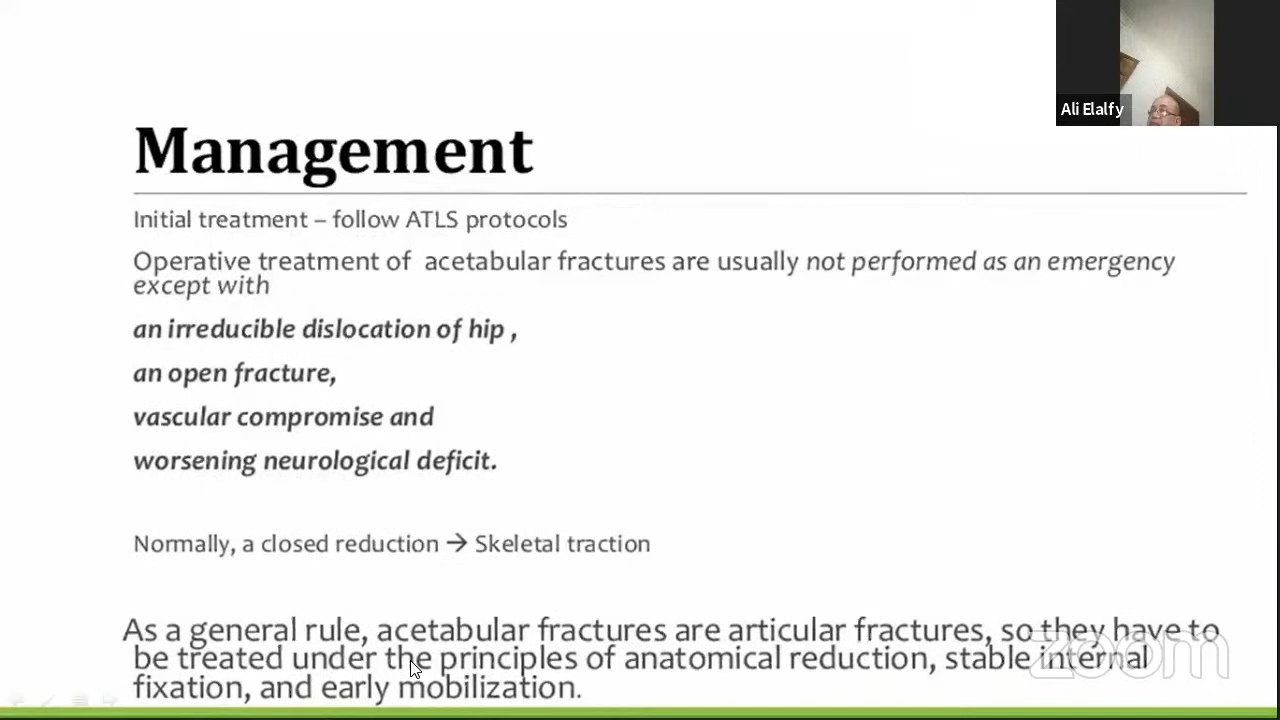 Ali Elalfy
Management
Initial treatment – follow ATLS protocols
Operative treatment of acetabular fractures are usually not performed as an emergency
except with
an irreducible dislocation of hip ,
an open fracture,
vascular compromise and
worsening neurological deficit.
Normally, a closed reduction → Skeletal traction
As a general rule, acetabular fractures are articular fractures, so they have to
be treated under the principles of anatomical reduction, stable internal
fixation, and early mobilization.
zoom